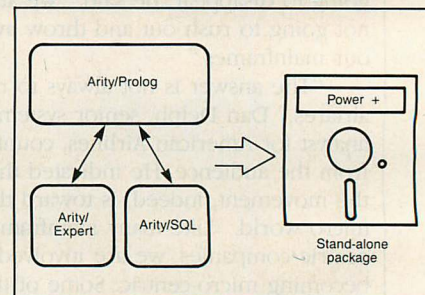 Arity/Prolog
Arity/
Expert
Arity/SQL
Power +
Stand-alone
package